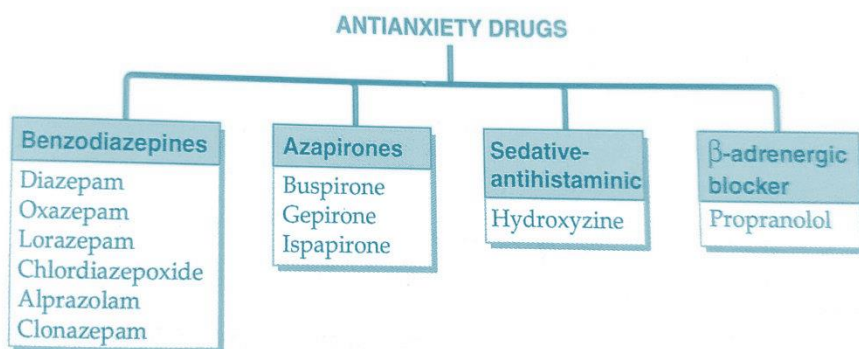 ANTIANXIETY DRUGS
Benzodiazepines
Diazepam
Oxazepam
Lorazepam
Chlordiazepoxide
Alprazolam
Clonazepam
Azapirones
Buspirone
Gepirone
Ispapirone
Sedative-
antihistaminic
Hydroxyzine
β-adrenergic
blocker
Propranolol